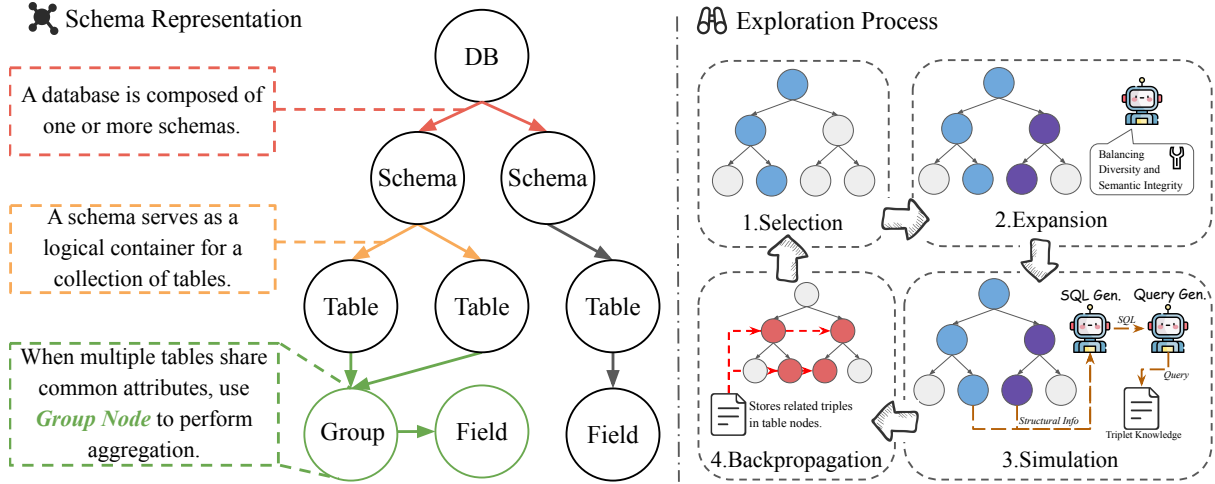 Schema Representation
DB
A database is composed of
one or more schemas.
Schema
Schema
A schema serves as a
logical container for a
collection of tables.
Table
Table
Table
When multiple tables share
common attributes, use
Group Node to perform
aggregation.
Group
Field
Field
Exploration Process
1.Selection
Balancing
Diversity and
Semantic Integrity
2.Expansion
SQL Gen.
Query Gen.
SQL
Query
Structural Info
Triplet Knowledge
3.Simulation
Stores related triples
in table nodes.
4.Backpropagation